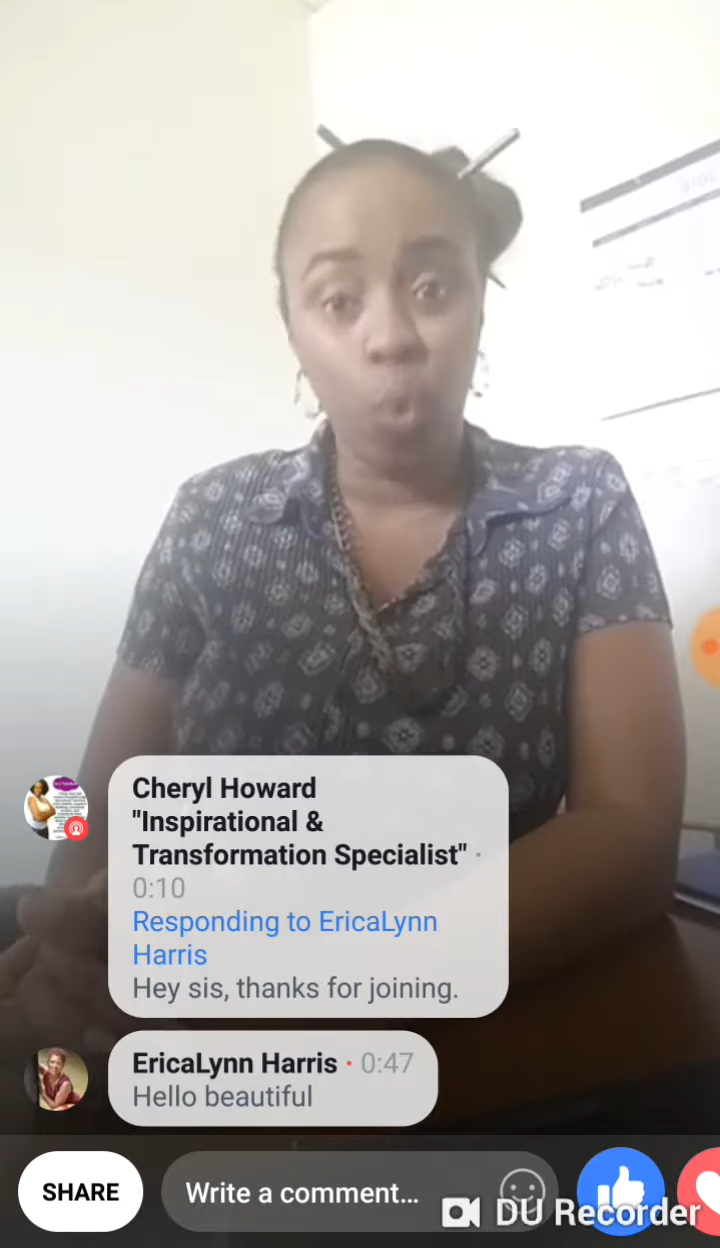 Cheryl Howard
"Inspirational &
Transformation Specialist" ·
0:10
Responding to EricaLynn
Harris
Hey sis, thanks for joining.
EricaLynn Harris · 0:47
Hello beautiful
SHARE
Write a comment...
DU Recorder